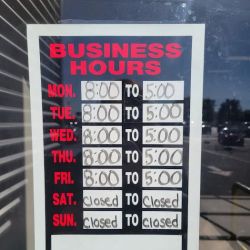 BUSINESS
HOURS
MON. 8:00 TO 5:00
TUE. 8:00 TO 5:00
WED. 8:00 TO 5:00
THU. 8:00 TO 5:00
FRI. 8:00 TO 5:00
SAT. Closed TO Closed
SUN. Closed TO Closed